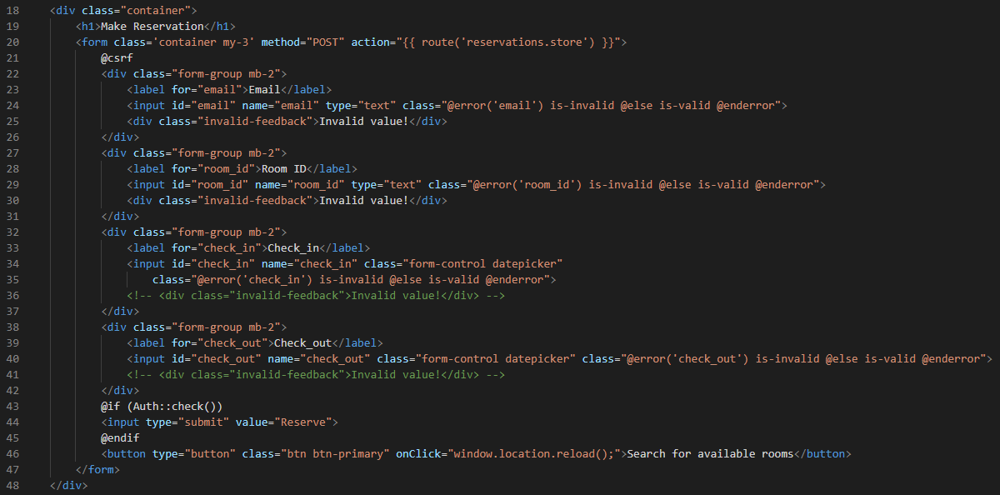 18 <div class="container">
19 <h1>Make Reservation</h1>
20 <form class='container my-3' method="POST" action="{{ route('reservations.store') }}">
21 @csrf
22 <div class="form-group mb-2">
23 <label for="email">Email</label>
24 <input id="email" name="email" type="text" class="@error('email') is-invalid @else is-valid @enderror">
25 <div class="invalid-feedback">Invalid value!</div>
26 </div>
27 <div class="form-group mb-2">
28 <label for="room_id">Room ID</label>
29 <input id="room_id" name="room_id" type="text" class="@error('room_id') is-invalid @else is-valid @enderror">
30 <div class="invalid-feedback">Invalid value!</div>
31 </div>
32 <div class="form-group mb-2">
33 <label for="check_in">Check_in</label>
34 <input id="check_in" name="check_in" class="form-control datepicker"
35 class="@error('check_in') is-invalid @else is-valid @enderror">
36 <!-- <div class="invalid-feedback">Invalid value!</div> -->
37 </div>
38 <div class="form-group mb-2">
39 <label for="check_out">Check_out</label>
40 <input id="check_out" name="check_out" class="form-control datepicker" class="@error('check_out') is-invalid @else is-valid @enderror">
41 <!-- <div class="invalid-feedback">Invalid value!</div> -->
42 </div>
43 @if (Auth::check())
44 <input type="submit" value="Reserve">
45 @endif
46 <button type="button" class="btn btn-primary" onClick="window.location.reload();">Search for available rooms</button>
47 </form>
48 </div>